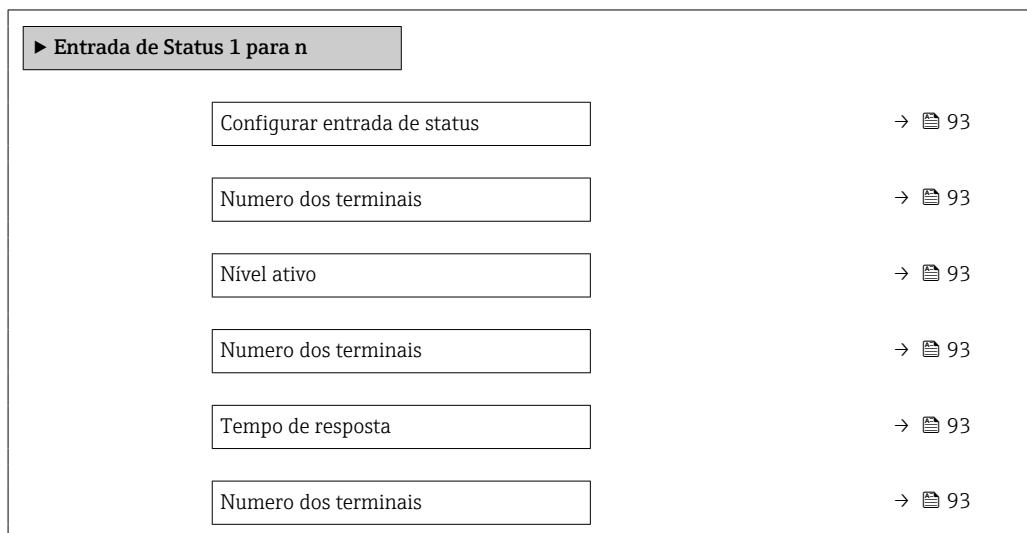 ► Entrada de Status 1 para n
Configurar entrada de status → 93
Numero dos terminais → 93
Nível ativo → 93
Numero dos terminais → 93
Tempo de resposta → 93
Numero dos terminais → 93